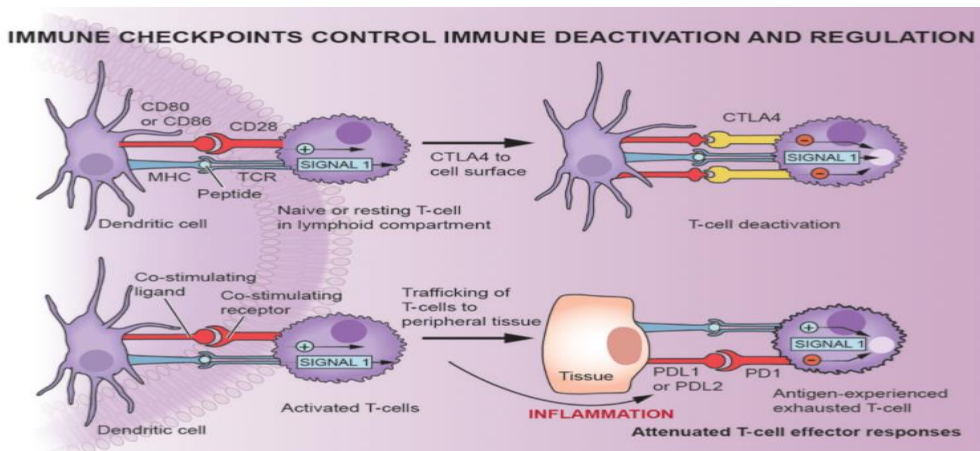 IMMUNE CHECKPOINTS CONTROL IMMUNE DEACTIVATION AND REGULATION
CD80
or CD86
CD28
+
SIGNAL 1
MHC
TCR
Peptide
Dendritic cell
Naive or resting T-cell
in lymphoid compartment
CTLA4 to
cell surface
CTLA4
−
SIGNAL 1
−
T-cell deactivation
Co-stimulating
ligand
Co-stimulating
receptor
+
SIGNAL 1
Dendritic cell
Activated T-cells
Trafficking of
T-cells to
peripheral tissue
INFLAMMATION
Tissue
PDL1
or PDL2
PD1
+
SIGNAL 1
−
Antigen-experienced
exhausted T-cell
Attenuated T-cell effector responses